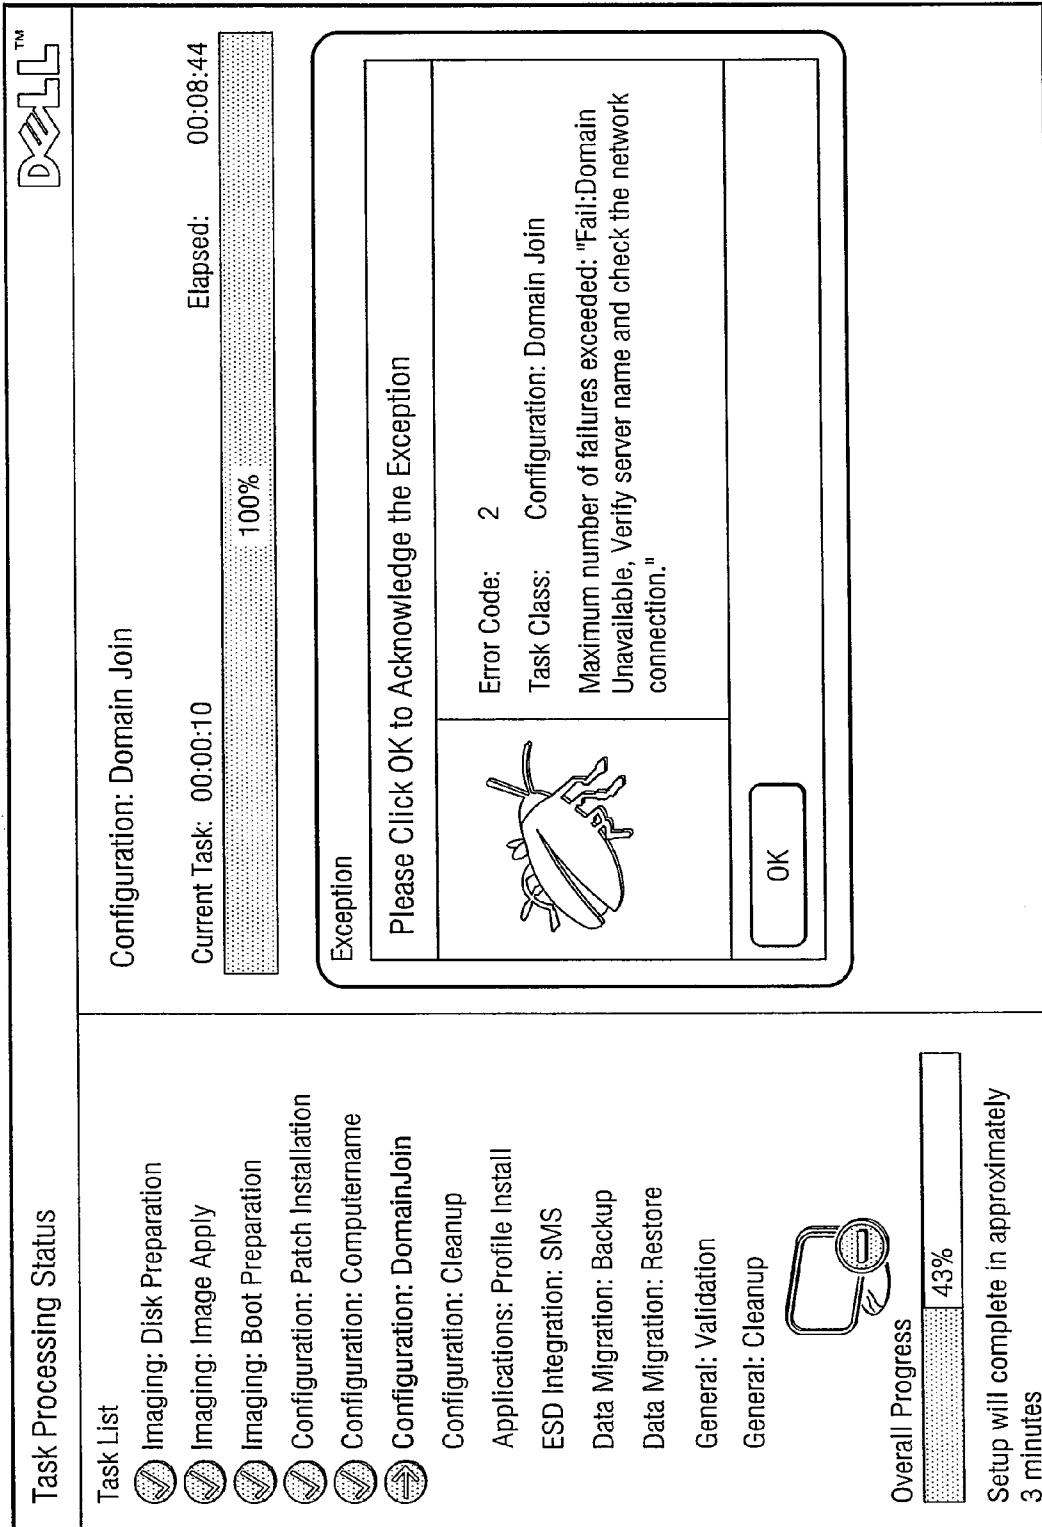 Task Processing Status
DELL™
Task List
Imaging: Disk Preparation
Imaging: Image Apply
Imaging: Boot Preparation
Configuration: Patch Installation
Configuration: Computername
Configuration: DomainJoin
Configuration: Cleanup
Applications: Profile Install
ESD Integration: SMS
Data Migration: Backup
Data Migration: Restore
General: Validation
General: Cleanup
Overall Progress
43%
Setup will complete in approximately
3 minutes
Configuration: Domain Join
Current Task: 00:00:10
Elapsed: 00:08:44
100%
Exception
Please Click OK to Acknowledge the Exception
Error Code: 2
Task Class: Configuration: Domain Join
Maximum number of failures exceeded: "Fail:Domain
Unavailable, Verify server name and check the network
connection."
OK